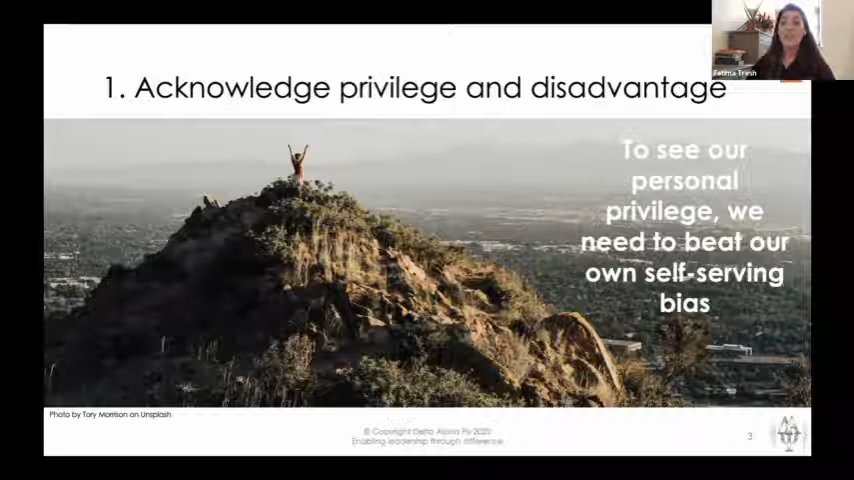 Fatima Tresh
1. Acknowledge privilege and disadvantage
To see our
personal
privilege, we
need to beat our
own self-serving
bias
Photo by Tory Morrison on Unsplash
© Copyright Delta Alpha Psi 2020
Enabling leadership through difference
3